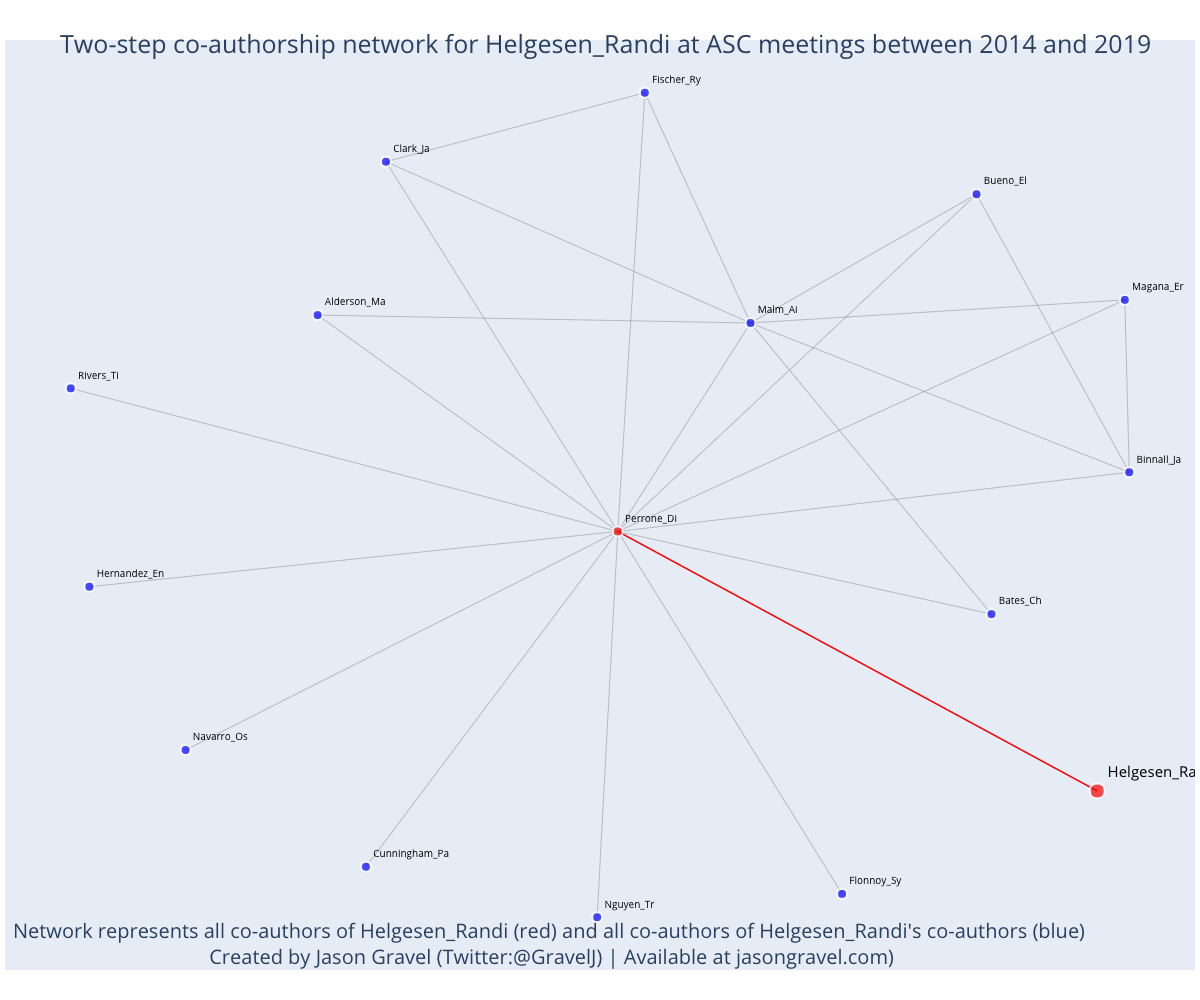 Two-step co-authorship network for Helgesen_Randi at ASC meetings between 2014 and 2019
Fischer_Ry
Clark_Ja
Bueno_El
Magana_Er
Alderson_Ma
Malm_Ai
Rivers_Ti
Binnall_Ja
Perrone_Di
Hernandez_En
Bates_Ch
Navarro_Os
Helgesen_Ra
Cunningham_Pa
Flonnoy_Sy
Nguyen_Tr
Network represents all co-authors of Helgesen_Randi (red) and all co-authors of Helgesen_Randi's co-authors (blue)
Created by Jason Gravel (Twitter:@GravelJ) | Available at jasongravel.com)